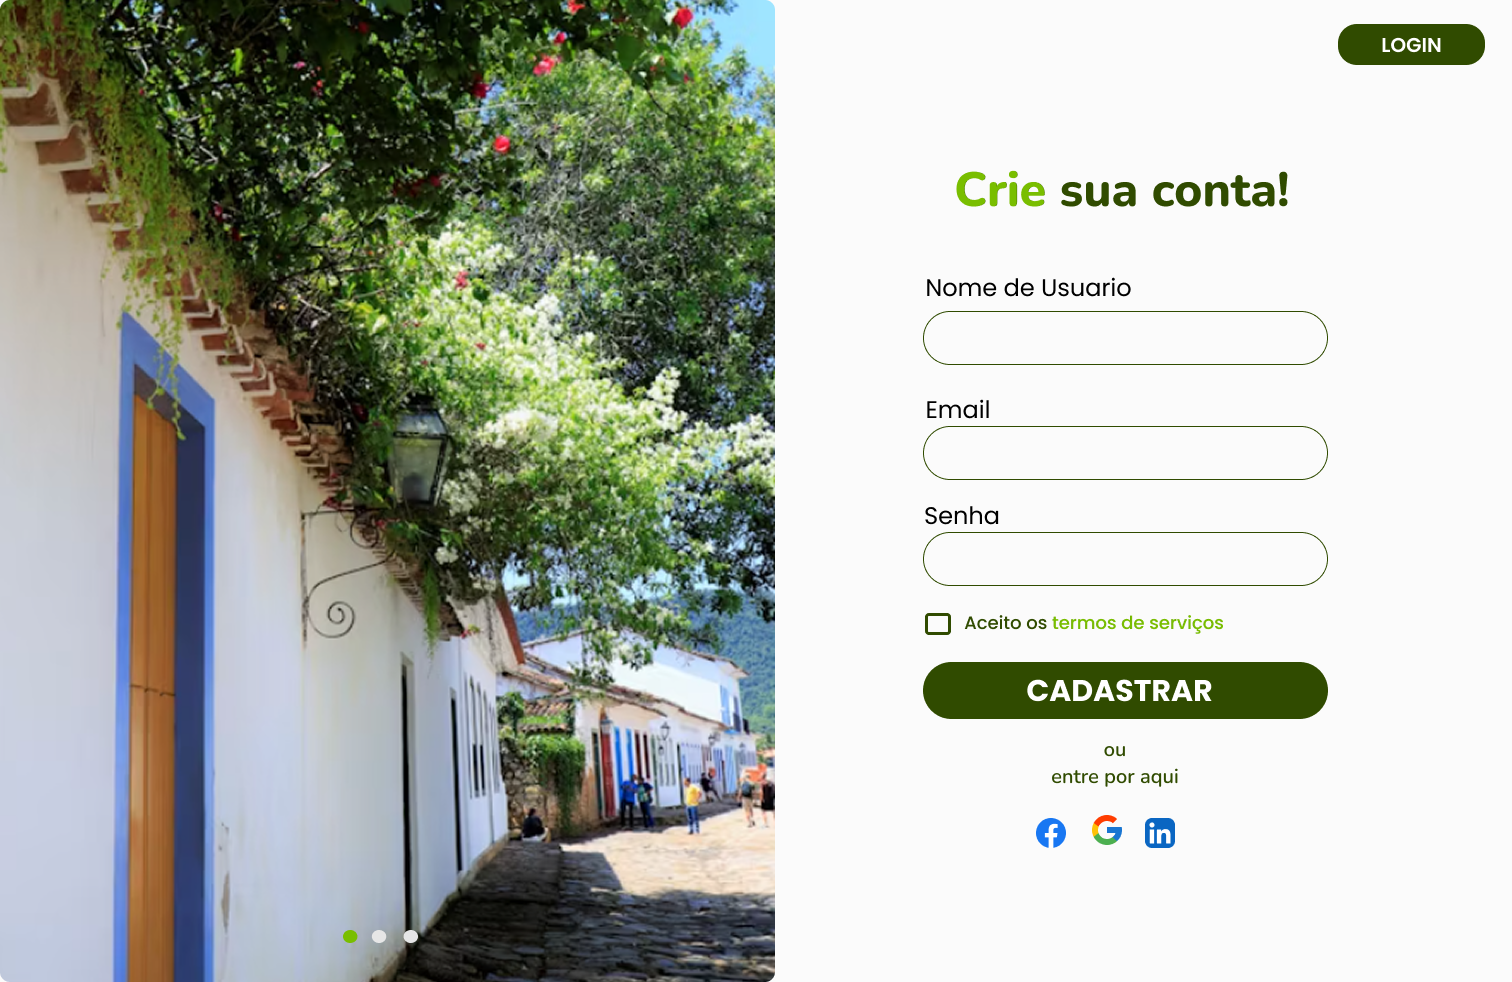 LOGIN
Crie sua conta!
Nome de Usuario
Email
Senha
Aceito os termos de serviços
CADASTRAR
ou
entre por aqui